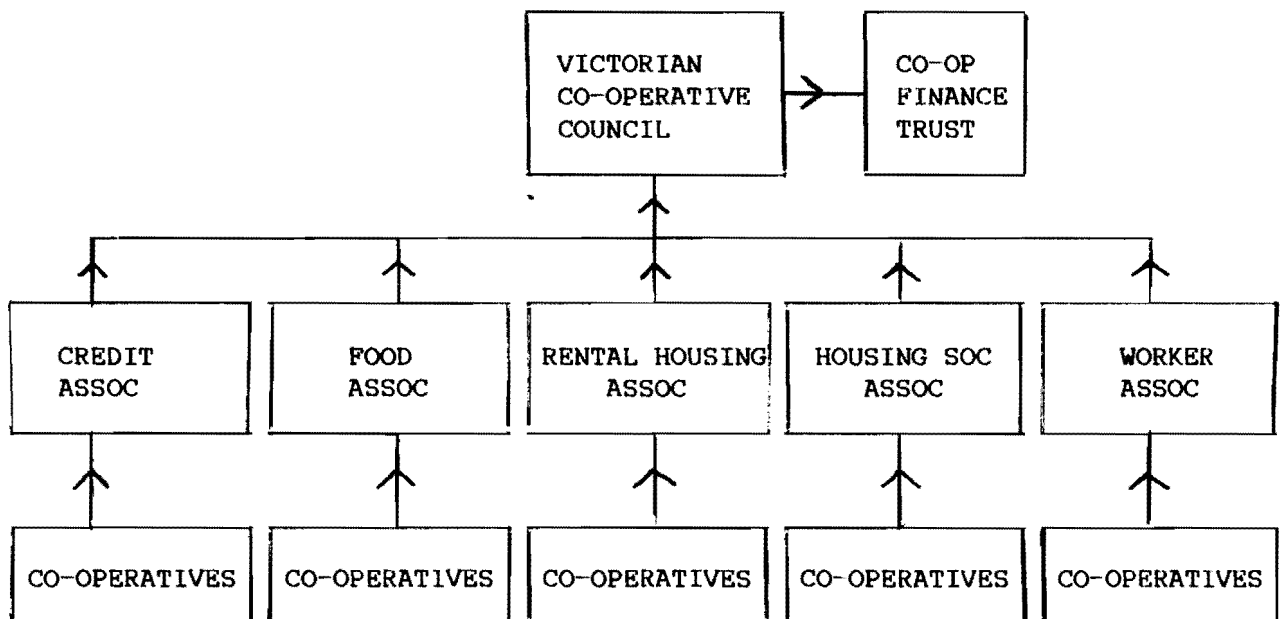 VICTORIAN
CO-OPERATIVE
COUNCIL
CO-OP
FINANCE
TRUST
CREDIT
ASSOC
FOOD
ASSOC
RENTAL HOUSING
ASSOC
HOUSING SOC
ASSOC
WORKER
ASSOC
CO-OPERATIVES
CO-OPERATIVES
CO-OPERATIVES
CO-OPERATIVES
CO-OPERATIVES